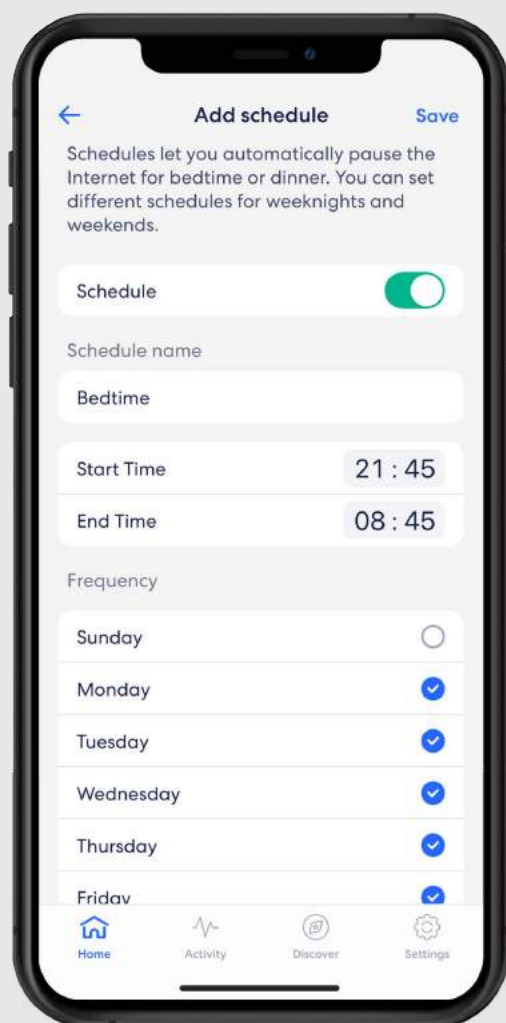 Add schedule
Save
Schedules let you automatically pause the
Internet for bedtime or dinner. You can set
different schedules for weeknights and
weekends.
Schedule
Schedule name
Bedtime
Start Time
21 : 45
End Time
08 : 45
Frequency
Sunday
Monday
Tuesday
Wednesday
Thursday
Friday
Home
Activity
Discover
Settings